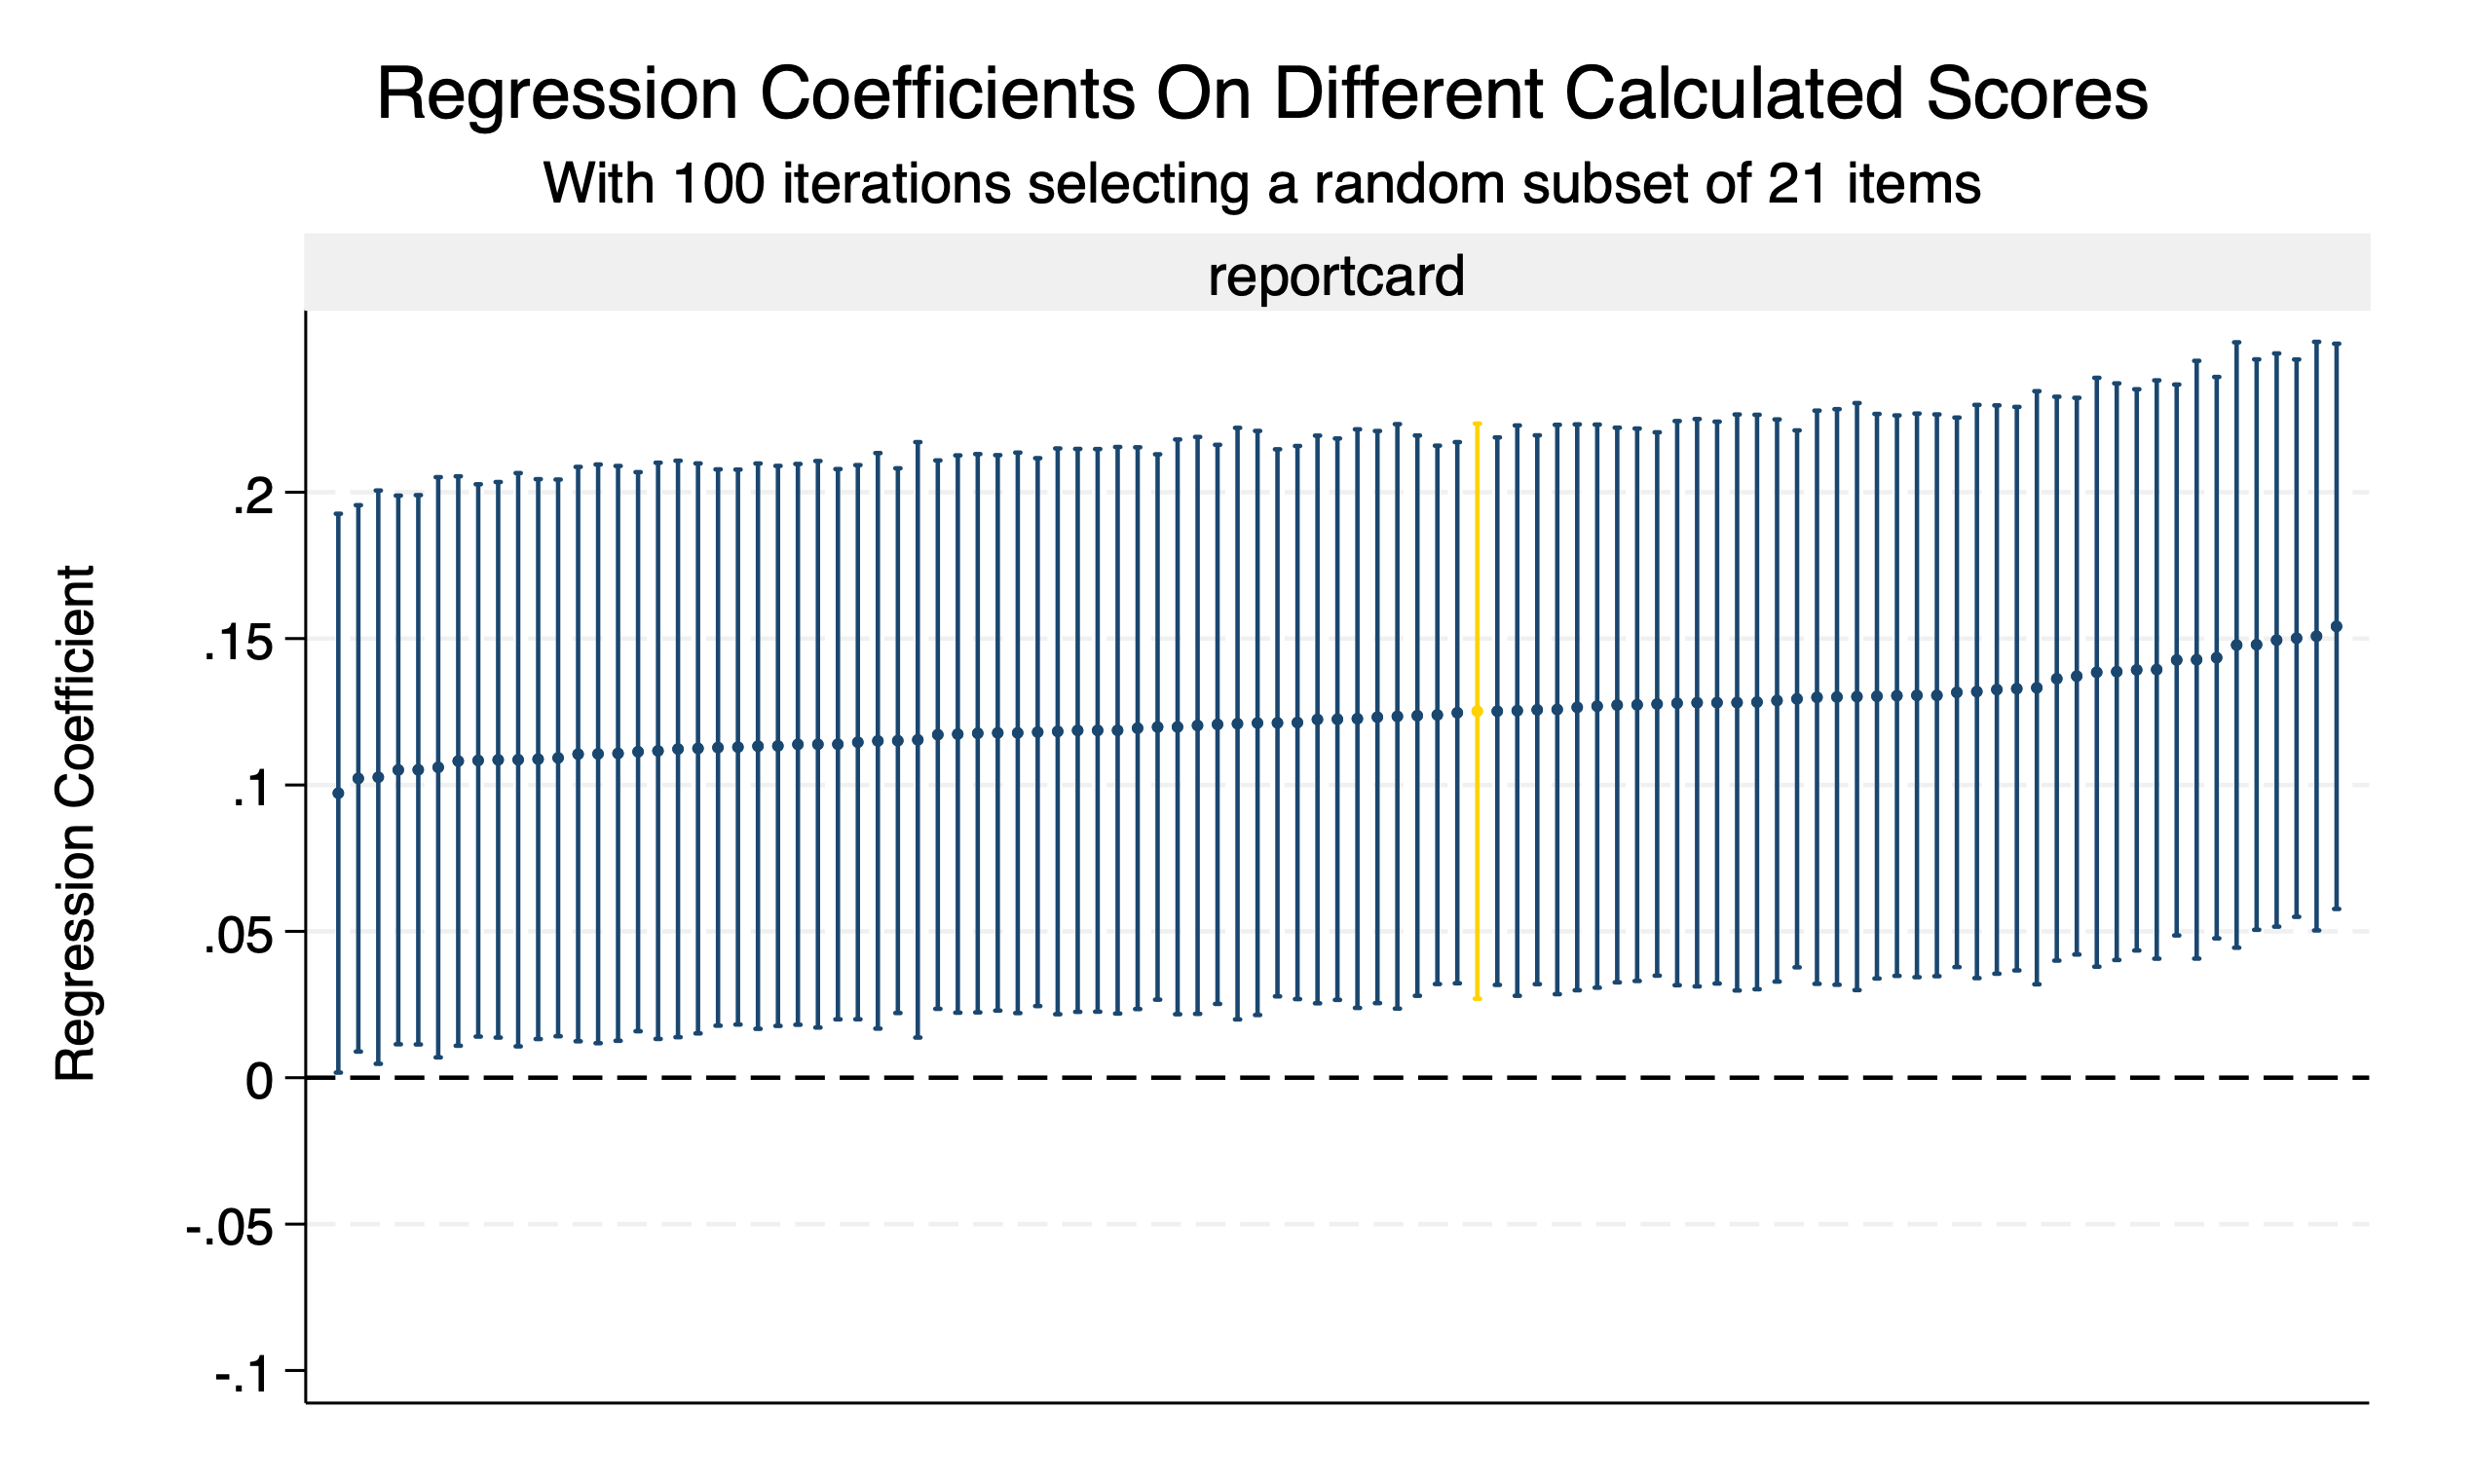 Regression Coefficients On Different Calculated Scores
With 100 iterations selecting a random subset of 21 items
reportcard
Regression Coefficient
.2
.15
.1
.05
0
-.05
-.1